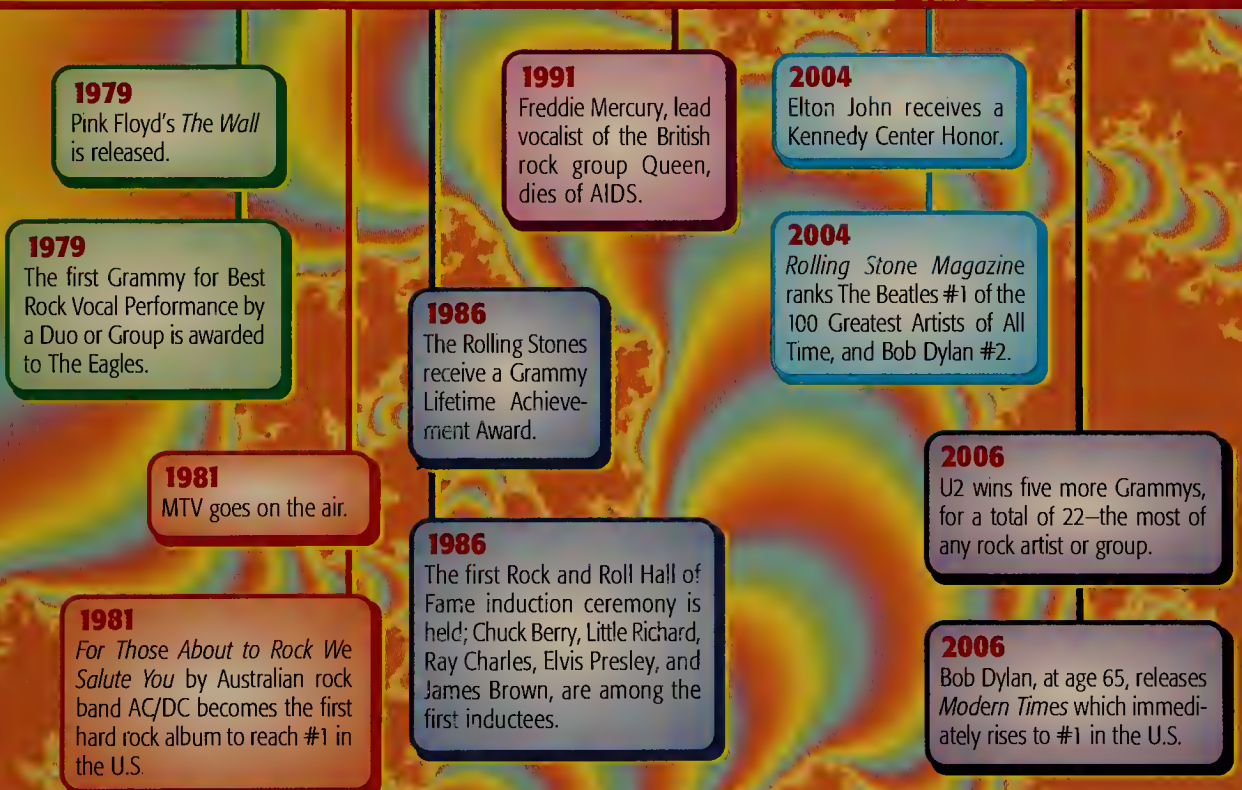 1979
Pink Floyd's The Wall
is released.
1979
The first Grammy for Best
Rock Vocal Performance by
a Duo or Group is awarded
to The Eagles.
1981
MTV goes on the air.
1981
For Those About to Rock We
Salute You by Australian rock
band AC/DC becomes the first
hard rock album to reach #1 in
the U.S.
1986
The Rolling Stones
receive a Grammy
Lifetime Achieve-
ment Award.
1986
The first Rock and Roll Hall of
Fame induction ceremony is
held; Chuck Berry, Little Richard,
Ray Charles, Elvis Presley, and
James Brown, are among the
first inductees.
1991
Freddie Mercury, lead
vocalist of the British
rock group Queen,
dies of AIDS.
2004
Elton John receives a
Kennedy Center Honor.
2004
Rolling Stone Magazine
ranks The Beatles #1 of the
100 Greatest Artists of All
Time, and Bob Dylan #2.
2006
U2 wins five more Grammys,
for a total of 22—the most of
any rock artist or group.
2006
Bob Dylan, at age 65, releases
Modern Times which immedi-
ately rises to #1 in the U.S.